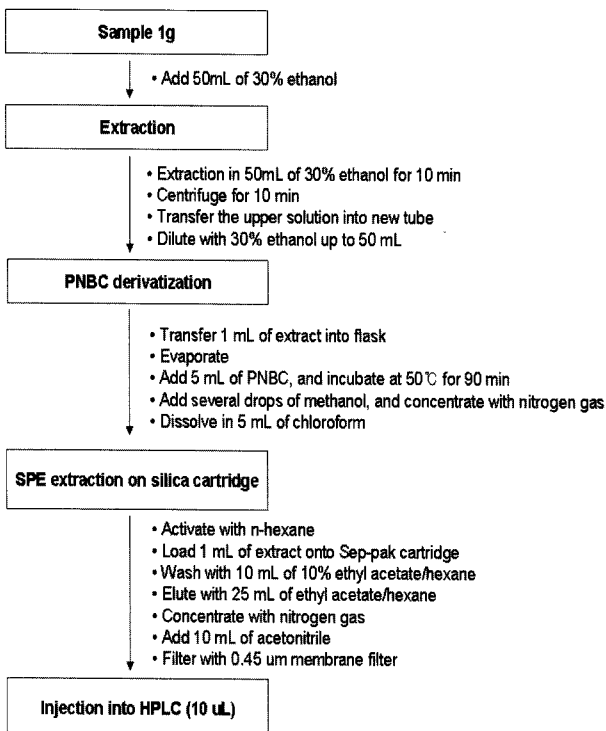 Sample 1g
• Add 50mL of 30% ethanol
Extraction
• Extraction in 50mL of 30% ethanol for 10 min
• Centrifuge for 10 min
• Transfer the upper solution into new tube
• Dilute with 30% ethanol up to 50 mL
PNBC derivatization
• Transfer 1 mL of extract into flask
• Evaporate
• Add 5 mL of PNBC, and incubate at 50℃ for 90 min
• Add several drops of methanol, and concentrate with nitrogen gas
• Dissolve in 5 mL of chloroform
SPE extraction on silica cartridge
• Activate with n-hexane
• Load 1 mL of extract onto Sep-pak cartridge
• Wash with 10 mL of 10% ethyl acetate/hexane
• Elute with 25 mL of ethyl acetate/hexane
• Concentrate with nitrogen gas
• Add 10 mL of acetonitrile
• Filter with 0.45 um membrane filter
Injection into HPLC (10 uL)